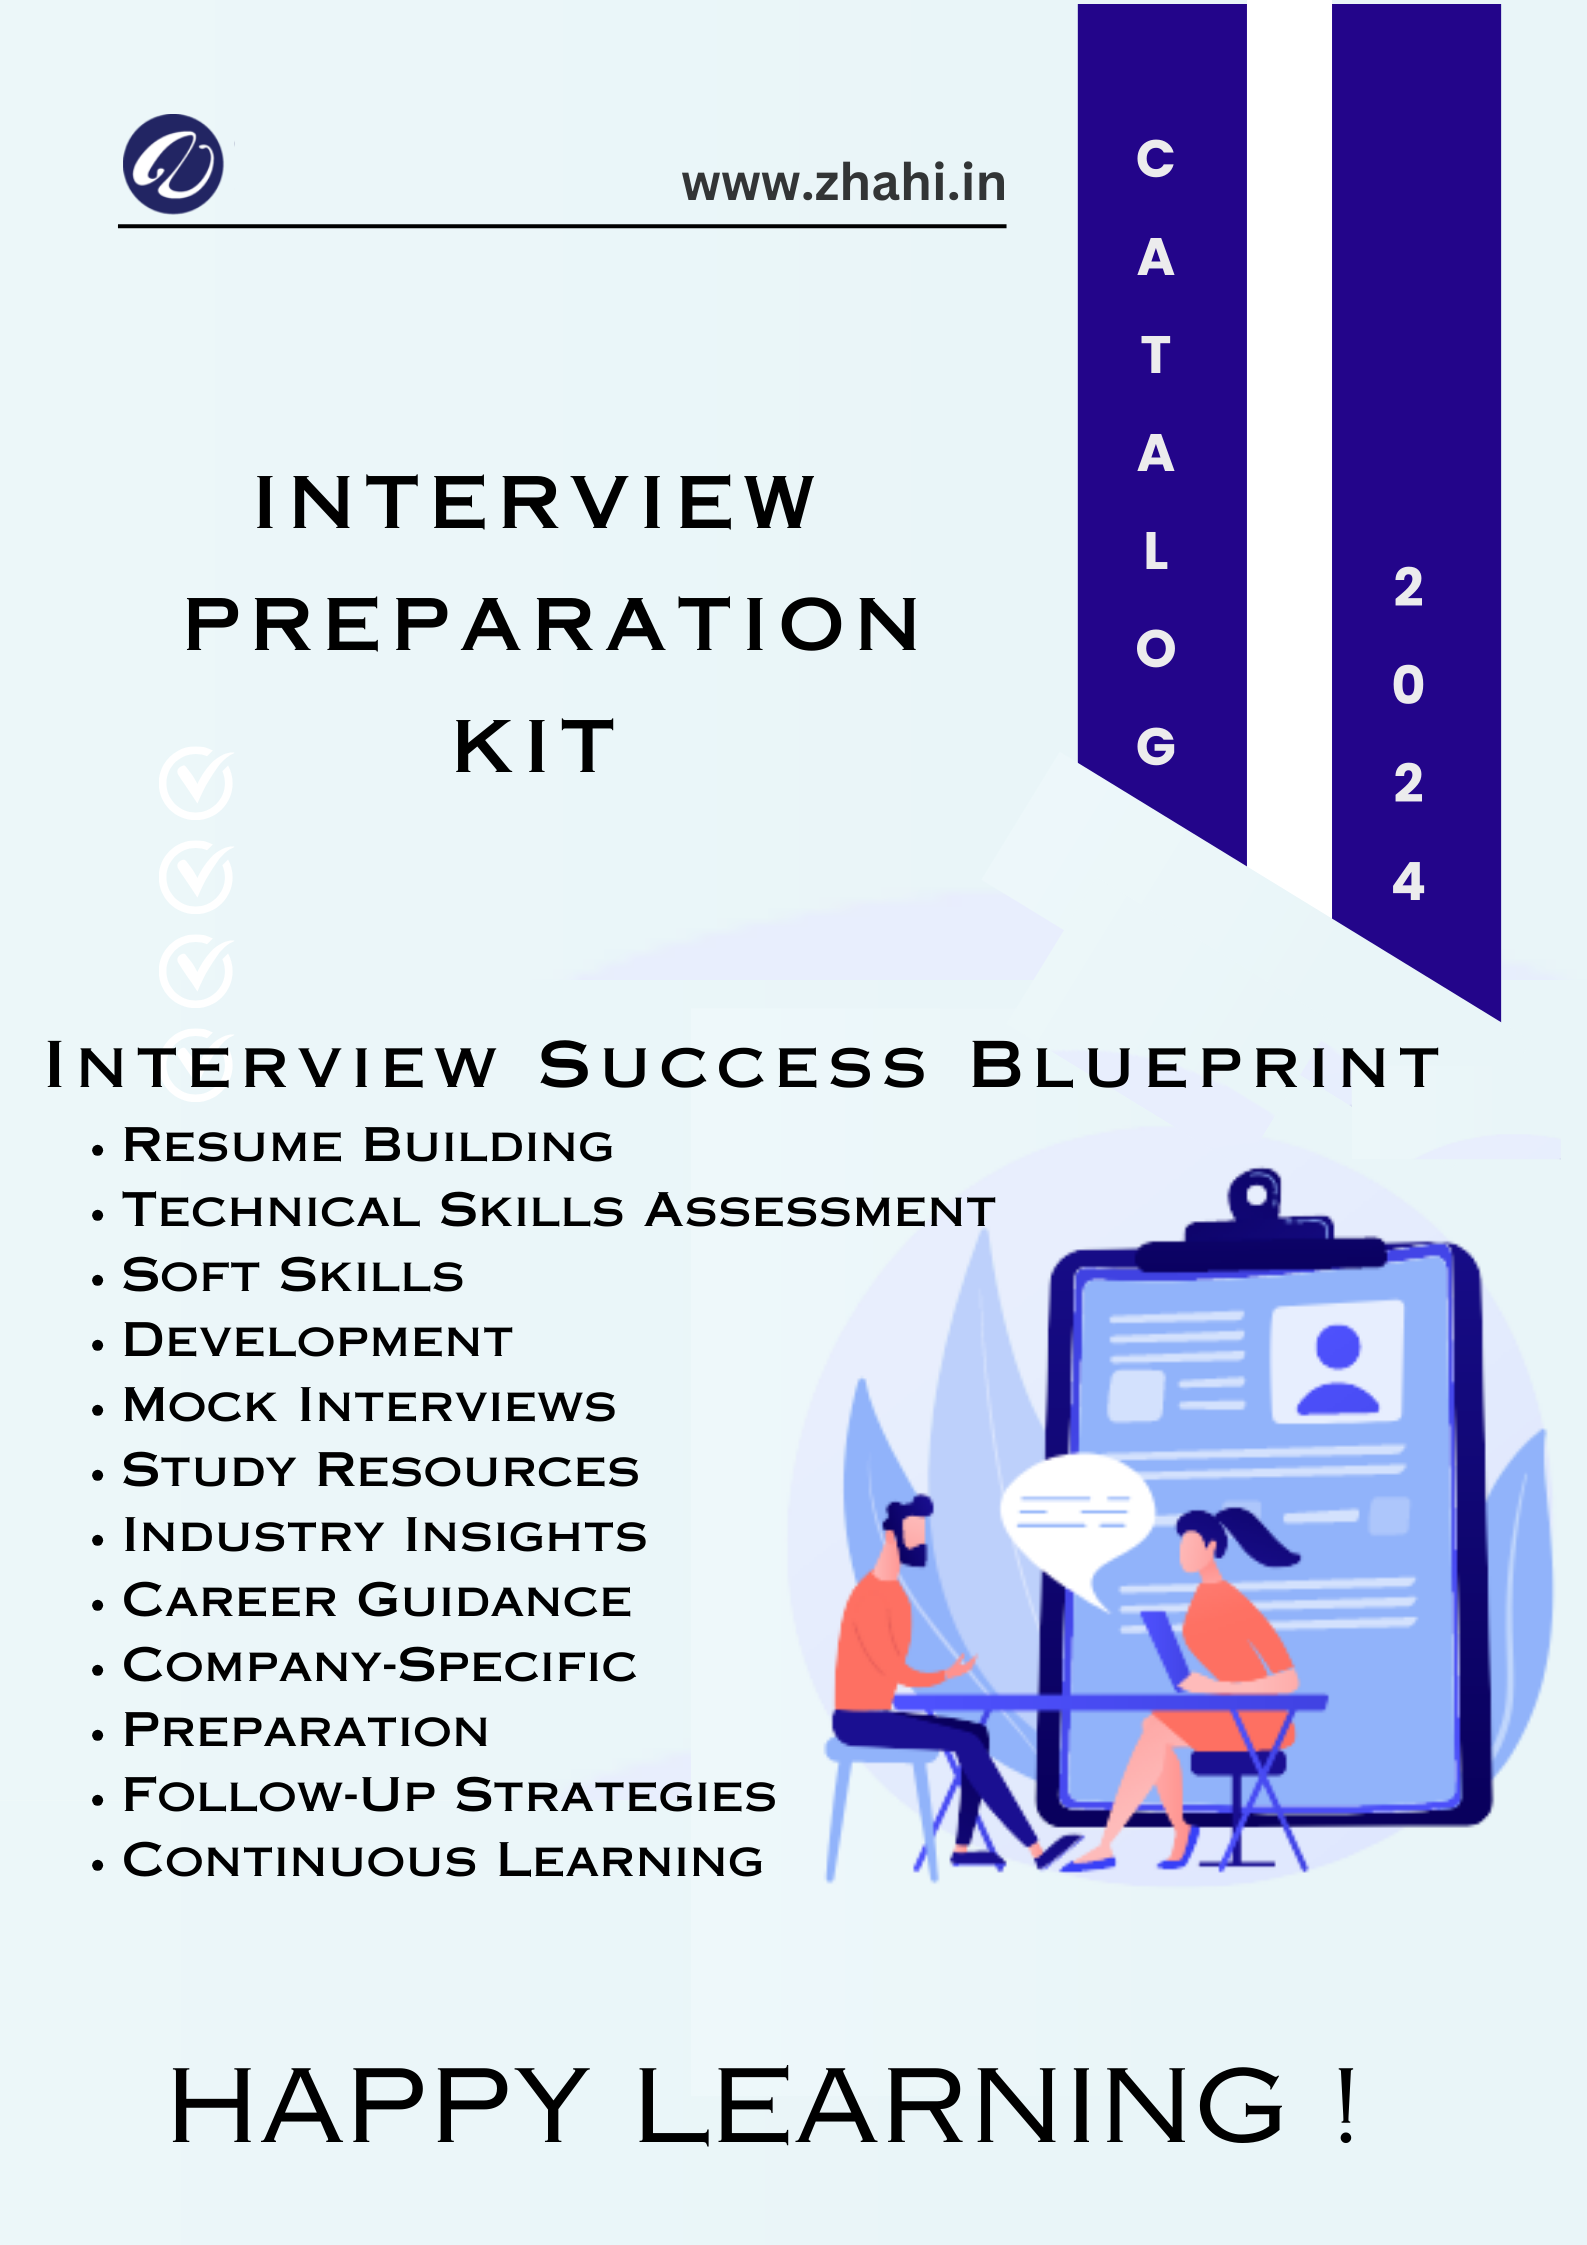 www.zhahi.in
CATALOG
2024
INTERVIEW
PREPARATION
KIT
INTERVIEW SUCCESS BLUEPRINT
• RESUME BUILDING
• TECHNICAL SKILLS ASSESSMENT
• SOFT SKILLS
• DEVELOPMENT
• MOCK INTERVIEWS
• STUDY RESOURCES
• INDUSTRY INSIGHTS
• CAREER GUIDANCE
• COMPANY-SPECIFIC
• PREPARATION
• FOLLOW-UP STRATEGIES
• CONTINUOUS LEARNING
HAPPY LEARNING !